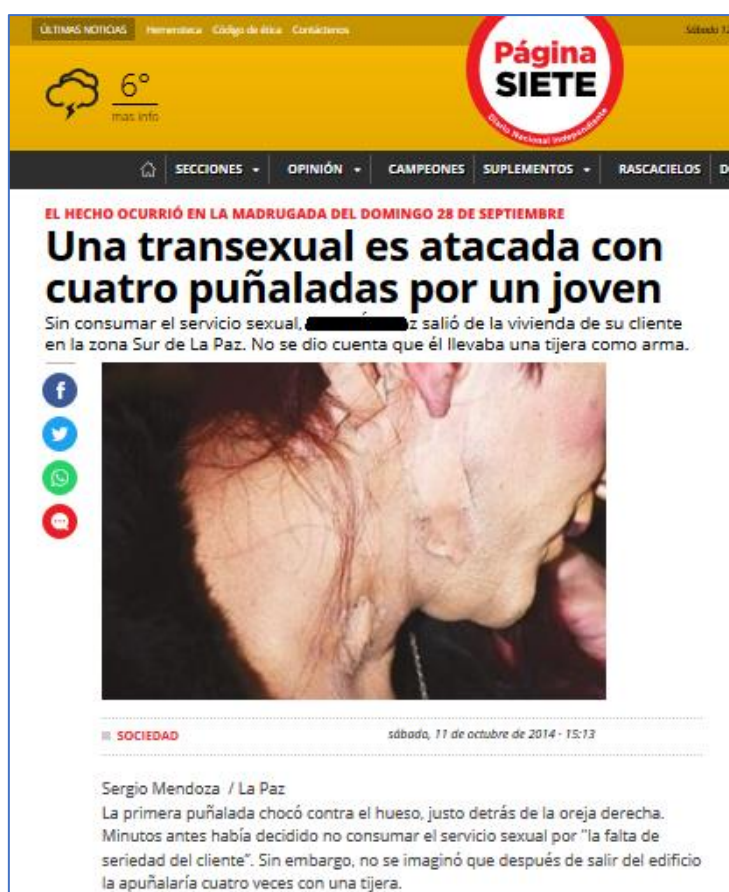 ÚLTIMAS NOTICIAS Hemeroteca Código de ética Contáctenos Sábado
6°
mas info
Página
SIETE
Diario Nacional Independiente
SECCIONES OPINIÓN CAMPEONES SUPLEMENTOS RASCACIELOS D
EL HECHO OCURRIÓ EN LA MADRUGADA DEL DOMINGO 28 DE SEPTIEMBRE
Una transexual es atacada con
cuatro puñaladas por un joven
Sin consumar el servicio sexual, z salió de la vivienda de su cliente
en la zona Sur de La Paz. No se dio cuenta que él llevaba una tijera como arma.
SOCIEDAD sábado, 11 de octubre de 2014 - 15:13
Sergio Mendoza / La Paz
La primera puñalada chocó contra el hueso, justo detrás de la oreja derecha.
Minutos antes había decidido no consumar el servicio sexual por "la falta de
seriedad del cliente". Sin embargo, no se imaginó que después de salir del edificio
la apuñalaría cuatro veces con una tijera.